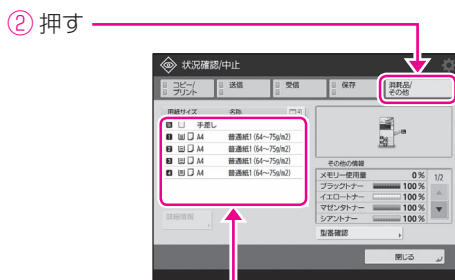 ② 押す
状況確認/中止
コピー/
プリント
送信
受信
保存
消耗品/
その他
用紙サイズ 名称
手差し
1 A4 普通紙1 (64～75g/m2)
2 A4 普通紙1 (64～75g/m2)
3 A4 普通紙1 (64～75g/m2)
4 A4 普通紙1 (64～75g/m2)
詳細情報
その他の情報
メモリー使用量 0% 1/2
ブラックトナー 100%
イエロートナー 100%
マゼンタトナー 100%
シアントナー 100%
型番確認
閉じる